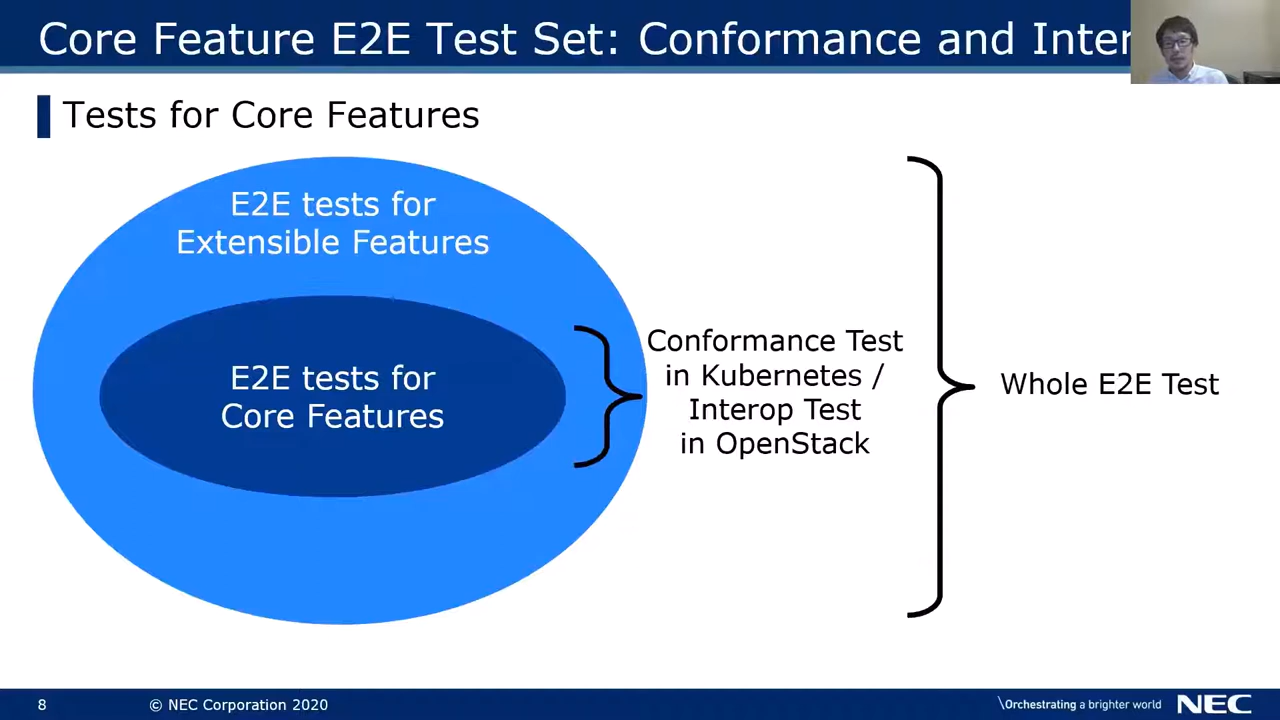 Core Feature E2E Test Set: Conformance and Inter
Tests for Core Features
E2E tests for
Extensible Features
E2E tests for
Core Features
Conformance Test
in Kubernetes /
Interop Test
in OpenStack
Whole E2E Test
8
© NEC Corporation 2020
\Orchestrating a brighter world
NEC